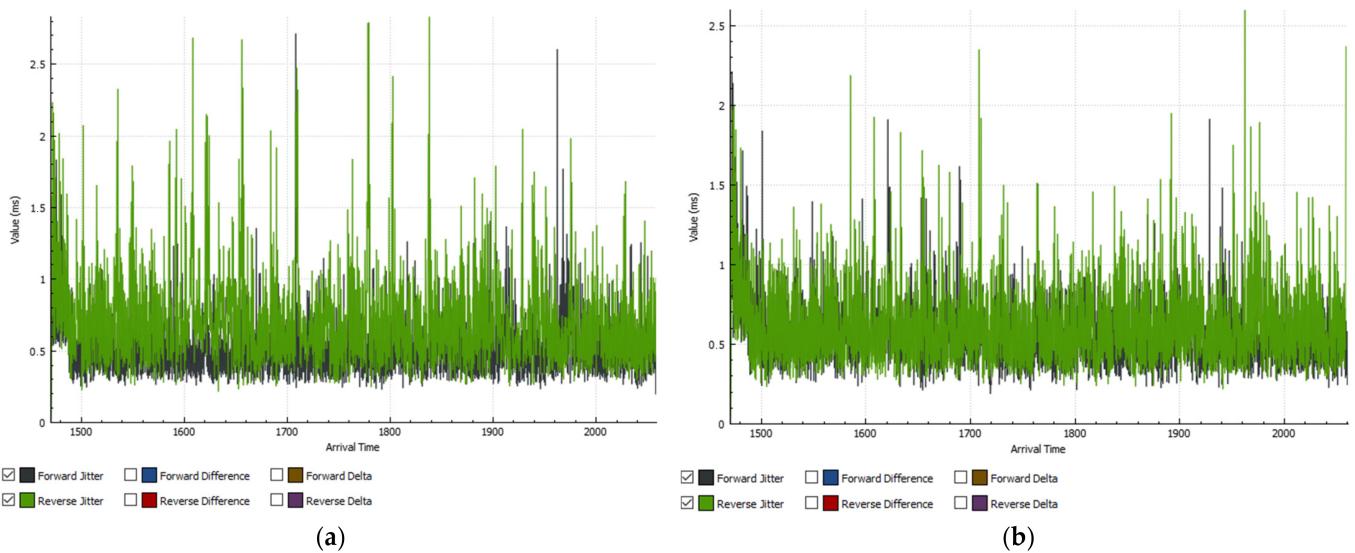 2.5
2
1.5
1
0.5
0
Value (ms)
1500 1600 1700 1800 1900 2000
Arrival Time
Forward Jitter Forward Difference Forward Delta
Reverse Jitter Reverse Difference Reverse Delta
(a)
2.5
2
1.5
1
0.5
0
Value (ms)
1500 1600 1700 1800 1900 2000
Arrival Time
Forward Jitter Forward Difference Forward Delta
Reverse Jitter Reverse Difference Reverse Delta
(b)